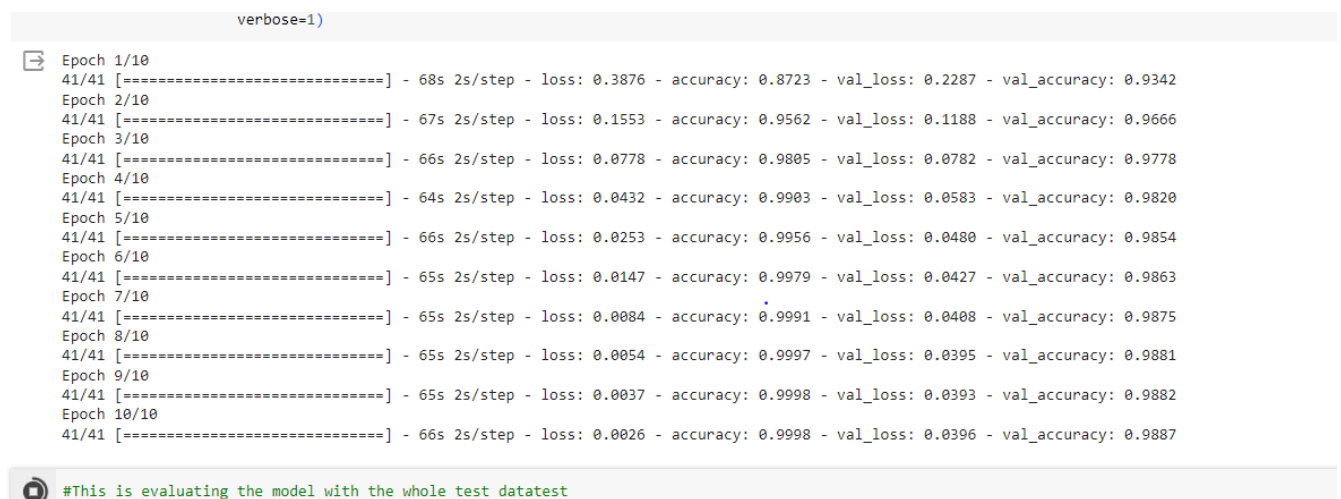 verbose=1)
Epoch 1/10
41/41 [==============================] - 68s 2s/step - loss: 0.3876 - accuracy: 0.8723 - val_loss: 0.2287 - val_accuracy: 0.9342
Epoch 2/10
41/41 [==============================] - 67s 2s/step - loss: 0.1553 - accuracy: 0.9562 - val_loss: 0.1188 - val_accuracy: 0.9666
Epoch 3/10
41/41 [==============================] - 66s 2s/step - loss: 0.0778 - accuracy: 0.9805 - val_loss: 0.0782 - val_accuracy: 0.9778
Epoch 4/10
41/41 [==============================] - 64s 2s/step - loss: 0.0432 - accuracy: 0.9903 - val_loss: 0.0583 - val_accuracy: 0.9820
Epoch 5/10
41/41 [==============================] - 66s 2s/step - loss: 0.0253 - accuracy: 0.9956 - val_loss: 0.0480 - val_accuracy: 0.9854
Epoch 6/10
41/41 [==============================] - 65s 2s/step - loss: 0.0147 - accuracy: 0.9979 - val_loss: 0.0427 - val_accuracy: 0.9863
Epoch 7/10
41/41 [==============================] - 65s 2s/step - loss: 0.0084 - accuracy: 0.9991 - val_loss: 0.0408 - val_accuracy: 0.9875
Epoch 8/10
41/41 [==============================] - 65s 2s/step - loss: 0.0054 - accuracy: 0.9997 - val_loss: 0.0395 - val_accuracy: 0.9881
Epoch 9/10
41/41 [==============================] - 65s 2s/step - loss: 0.0037 - accuracy: 0.9998 - val_loss: 0.0393 - val_accuracy: 0.9882
Epoch 10/10
41/41 [==============================] - 66s 2s/step - loss: 0.0026 - accuracy: 0.9998 - val_loss: 0.0396 - val_accuracy: 0.9887
#This is evaluating the model with the whole test datatest